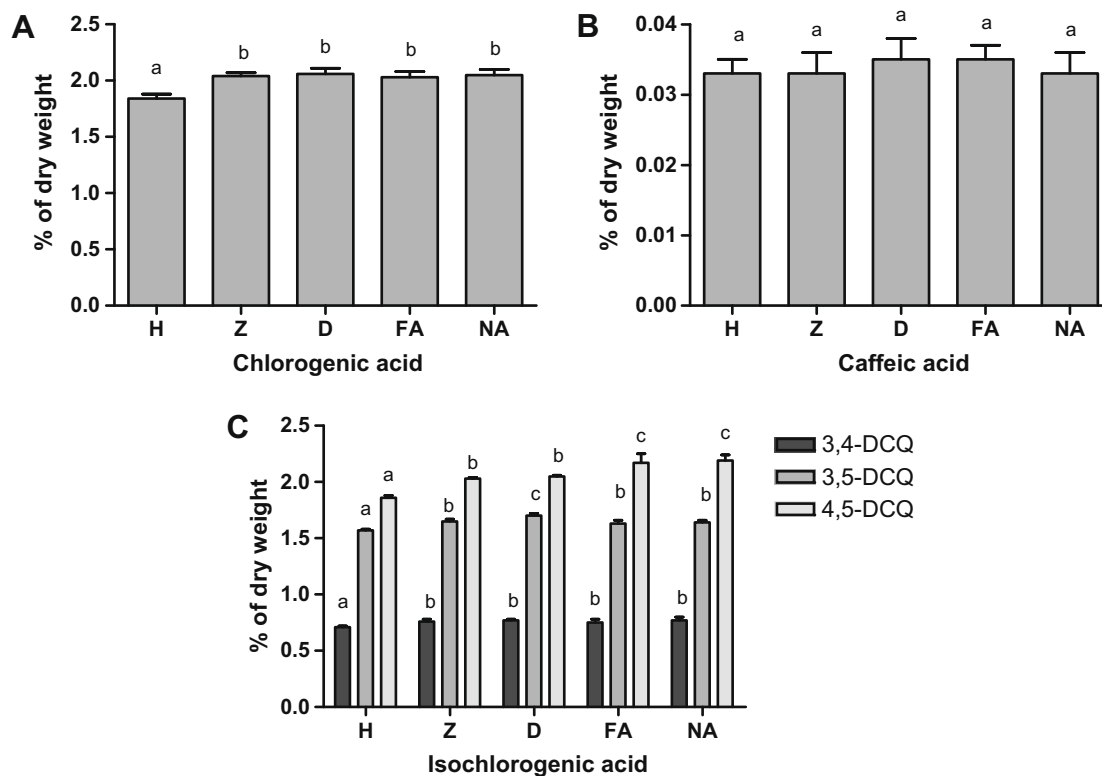 A
% of dry weight
2.5
2.0
1.5
1.0
0.5
0.0
a b b b b
H Z D FA NA
Chlorogenic acid
B
% of dry weight
0.04
0.03
0.02
0.01
0.00
a a a a a
H Z D FA NA
Caffeic acid
C
% of dry weight
2.5
2.0
1.5
1.0
0.5
0.0
a a a b b b b c b b b c b b c
H Z D FA NA
Isochlorogenic acid
3,4-DCQ
3,5-DCQ
4,5-DCQ